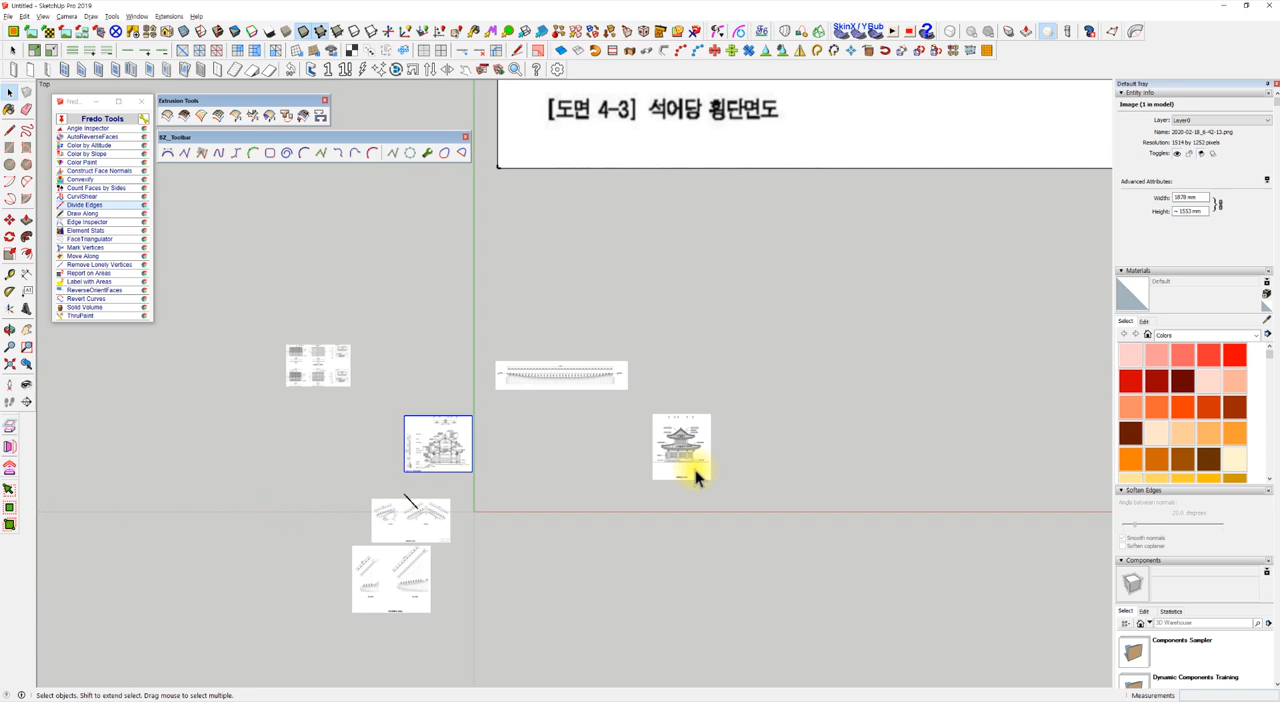 Untitled - SketchUp Pro 2019
File Edit View Camera Draw Tools Window Extensions Help
SkinX/YBub
Top
Fred...
Extrusion Tools
Fredo Tools
BZ__Toolbar
Angle Inspector
AutoReverseFaces
Color by Altitude
Color by Slope
Color Paint
Construct Face Normals
Convexify
Count Faces by Sides
CurviShear
Divide Edges
Draw Along
Edge Inspector
Element Stats
FaceTriangulator
Mark Vertices
Move Along
Remove Lonely Vertices
Report on Areas
Label with Areas
ReverseOrientFaces
Revert Curves
Solid Volume
ThruPaint
[도면 4-3] 석어당 횡단면도
Default Tray
Entity Info
Image (1 in model)
Layer: Layer0
Name: 2020-02-18_6-42-13.png
Resolution: 1514 by 1252 pixels
Toggles:
Advanced Attributes:
Width: 1878 mm
Height: ~ 1553 mm
Materials
Default
Select Edit
Colors
Soften Edges
Angle between normals:
20.0 degrees
Smooth normals
Soften coplanar
Components
Select Edit Statistics
3D Warehouse
Components Sampler
Dynamic Components Training
Select objects. Shift to extend select. Drag mouse to select multiple.
Measurements